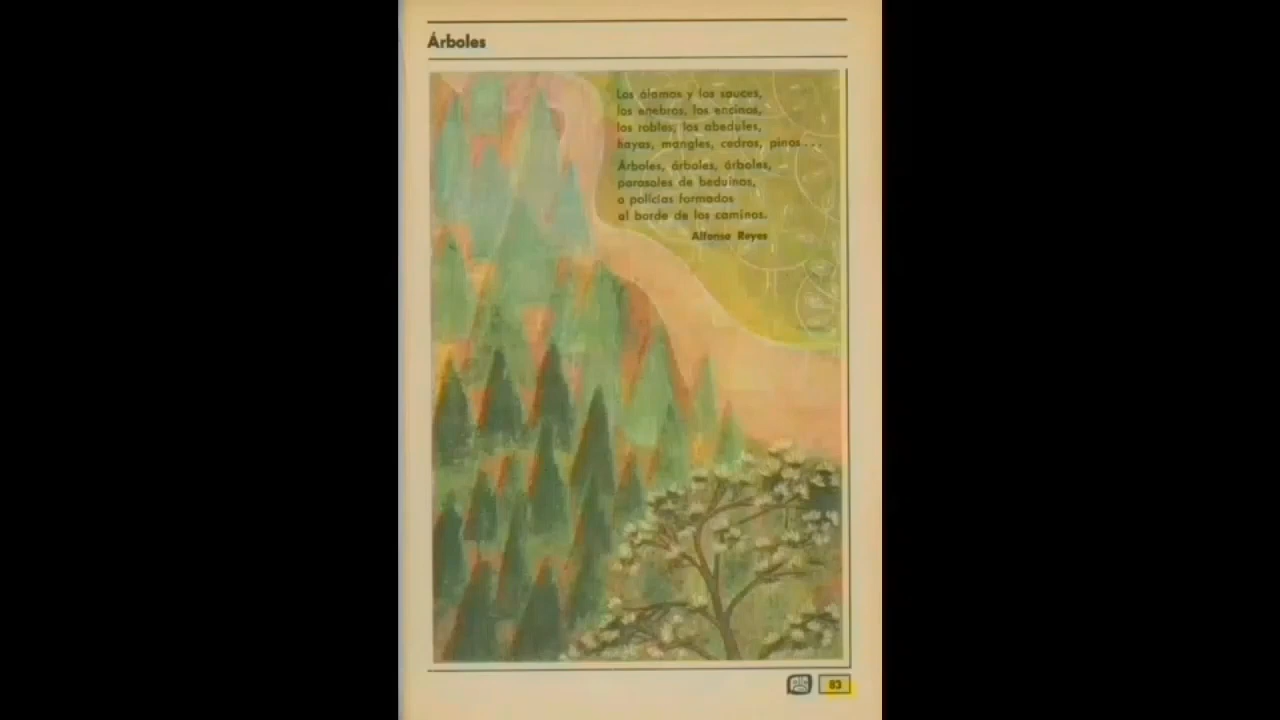 Árboles
Los álamos y los sauces,
los enebros, los encinos,
los robles, los abedules,
hayas, mangles, cedros, pinos...
Árboles, árboles, árboles,
parasoles de beduinos,
o policías formados
al borde de los caminos.
Alfonso Reyes
83